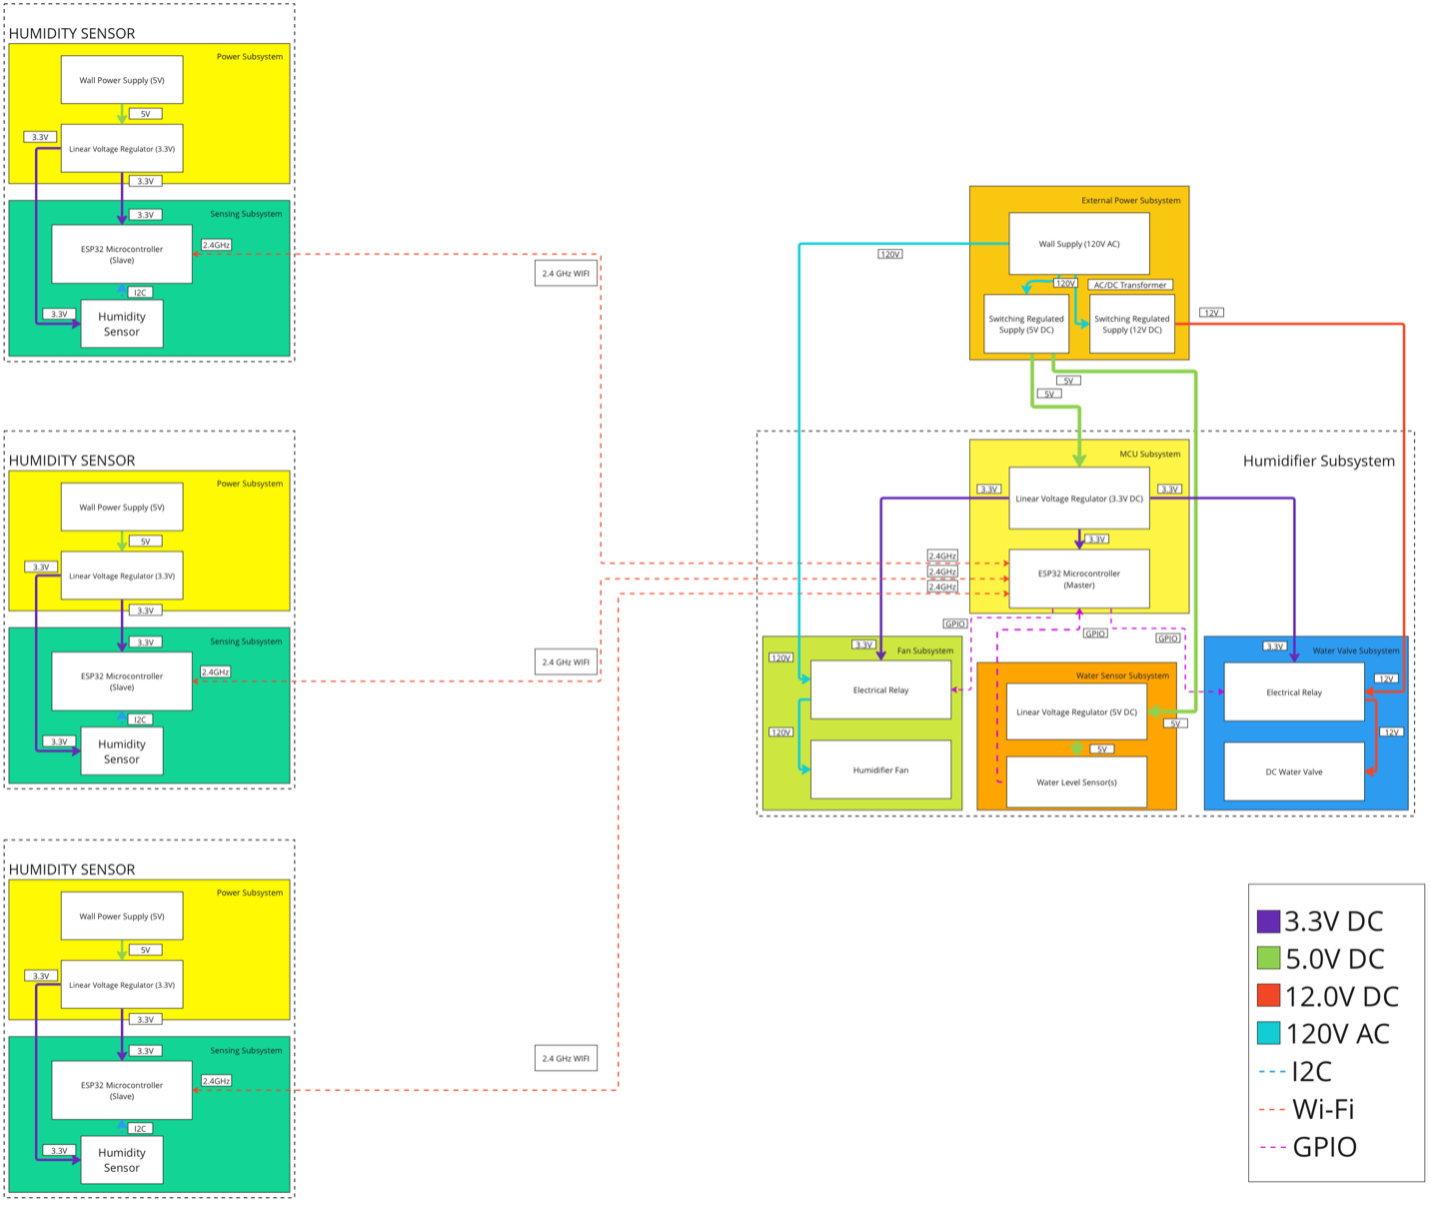 HUMIDITY SENSOR
Power Subsystem
Wall Power Supply (5V)
5V
3.3V
Linear Voltage Regulator (3.3V)
3.3V
Sensing Subsystem
3.3V
ESP32 Microcontroller
(Slave)
2.4GHz
I2C
3.3V
Humidity
Sensor
2.4 GHz WIFI
HUMIDITY SENSOR
Power Subsystem
Wall Power Supply (5V)
5V
3.3V
Linear Voltage Regulator (3.3V)
3.3V
Sensing Subsystem
3.3V
ESP32 Microcontroller
(Slave)
2.4GHz
I2C
3.3V
Humidity
Sensor
2.4 GHz WIFI
HUMIDITY SENSOR
Power Subsystem
Wall Power Supply (5V)
5V
3.3V
Linear Voltage Regulator (3.3V)
3.3V
Sensing Subsystem
3.3V
ESP32 Microcontroller
(Slave)
2.4GHz
I2C
3.3V
Humidity
Sensor
2.4 GHz WIFI
External Power Subsystem
Wall Supply (120V AC)
120V
120V
AC/DC Transformer
Switching Regulated
Supply (5V DC)
Switching Regulated
Supply (12V DC)
12V
5V
5V
Humidifier Subsystem
MCU Subsystem
Linear Voltage Regulator (3.3V DC)
3.3V
3.3V
3.3V
ESP32 Microcontroller
(Master)
2.4GHz
2.4GHz
2.4GHz
GPIO
GPIO
GPIO
Fan Subsystem
3.3V
120V
Electrical Relay
120V
Humidifier Fan
Water Sensor Subsystem
Linear Voltage Regulator (5V DC)
5V
5V
Water Level Sensor(s)
Water Valve Subsystem
3.3V
12V
Electrical Relay
12V
DC Water Valve
3.3V DC
5.0V DC
12.0V DC
120V AC
I2C
Wi-Fi
GPIO